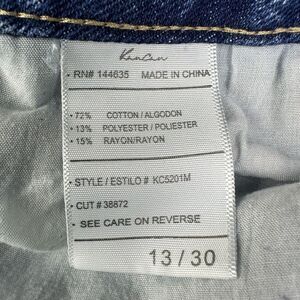 KanCan
• RN# 144635 MADE IN CHINA
• 72% COTTON / ALGODON
• 13% POLYESTER / POLIESTER
• 15% RAYON/RAYON
• STYLE / ESTILO # KC5201M
• CUT # 38872
• SEE CARE ON REVERSE
13 / 30